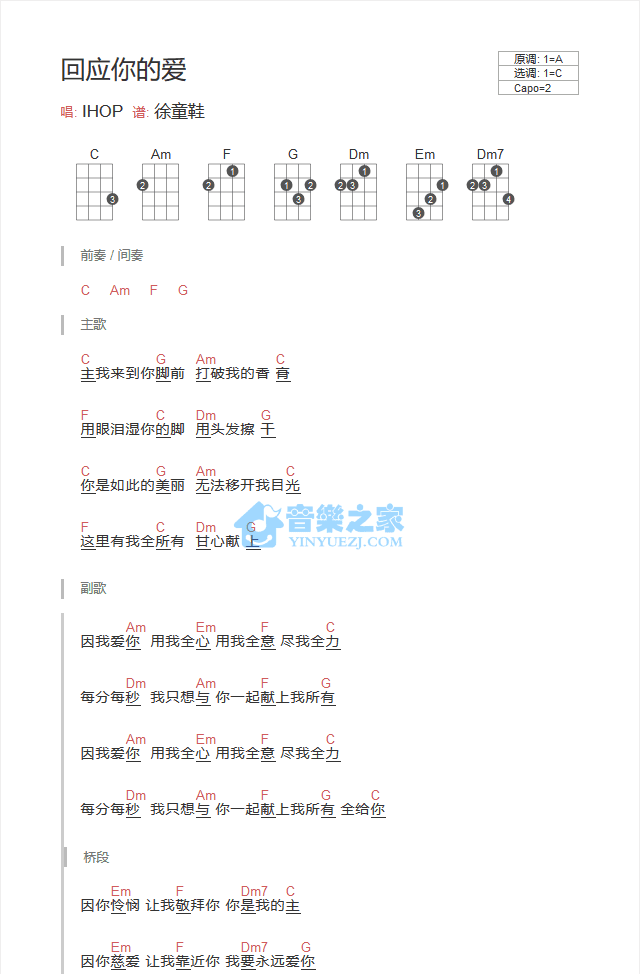 回应你的爱
原调: 1=A
选调: 1=C
Capo=2
唱: IHOP 谱: 徐童鞋
C Am F G Dm Em Dm7
3 2 2 1 1 2 3 2 3 1 1 2 3 2 3 1 4
前奏 / 间奏
C Am F G
主歌
C G Am C
主我来到你脚前 打破我的香 膏
F C Dm G
用眼泪湿你的脚 用头发擦 干
C G Am C
你是如此的美丽 无法移开我目光
F C Dm G
这里有我全所有 甘心献 上
音樂之家
YINYUEZJ.COM
副歌
Am Em F C
因我爱你 用我全心 用我全意 尽我全力
Dm Am F G
每分每秒 我只想与 你一起献上我所有
Am Em F C
因我爱你 用我全心 用我全意 尽我全力
Dm Am F G C
每分每秒 我只想与 你一起献上我所有 全给你
桥段
Em F Dm7 C
因你怜悯 让我敬拜你 你是我的主
Em F Dm7 G
因你慈爱 让我靠近你 我要永远爱你